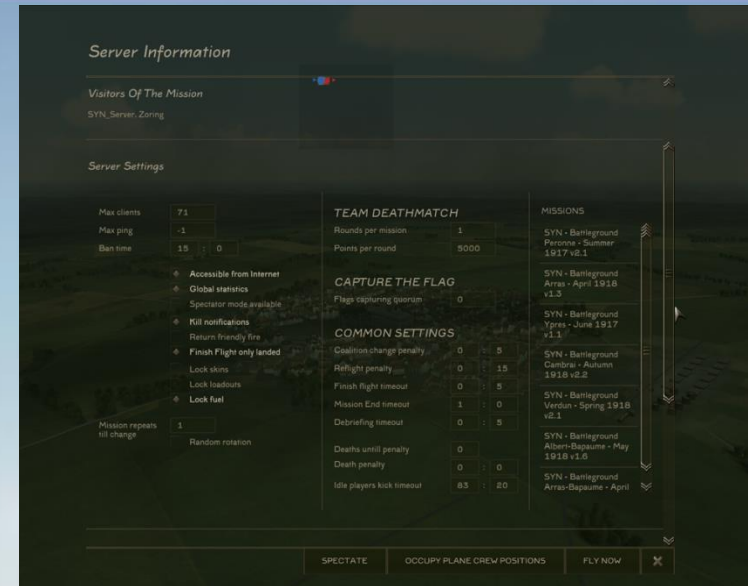 Server Information
Visitors Of The Mission
SYN_Server, Zoring
Server Settings
Max clients 71
Max ping -1
Ban time 15 : 0
Accessible from Internet
Global statistics
Spectator mode available
Kill notifications
Return friendly fire
Finish Flight only landed
Lock skins
Lock loadouts
Lock fuel
Mission repeats
till change 1
Random rotation
TEAM DEATHMATCH
Rounds per mission 1
Points per round 5000
CAPTURE THE FLAG
Flags capturing quorum 0
COMMON SETTINGS
Coalition change penalty 0 : 5
Reflight penalty 0 : 15
Finish flight timeout 0 : 5
Mission End timeout 1 : 0
Debriefing timeout 0 : 5
Deaths untill penalty 0
Death penalty 0 : 0
Idle players kick timeout 83 : 20
MISSIONS
SYN - Battleground
Peronne - Summer
1917 v2.1
SYN - Battleground
Arras - April 1918
v1.3
SYN - Battleground
Ypres - June 1917
v1.1
SYN - Battleground
Cambrai - Autumn
1918 v2.2
SYN - Battleground
Verdun - Spring 1918
v2.1
SYN - Battleground
Albert-Bapaume - May
1918 v1.6
SYN - Battleground
Arras-Bapaume - April
SPECTATE
OCCUPY PLANE CREW POSITIONS
FLY NOW